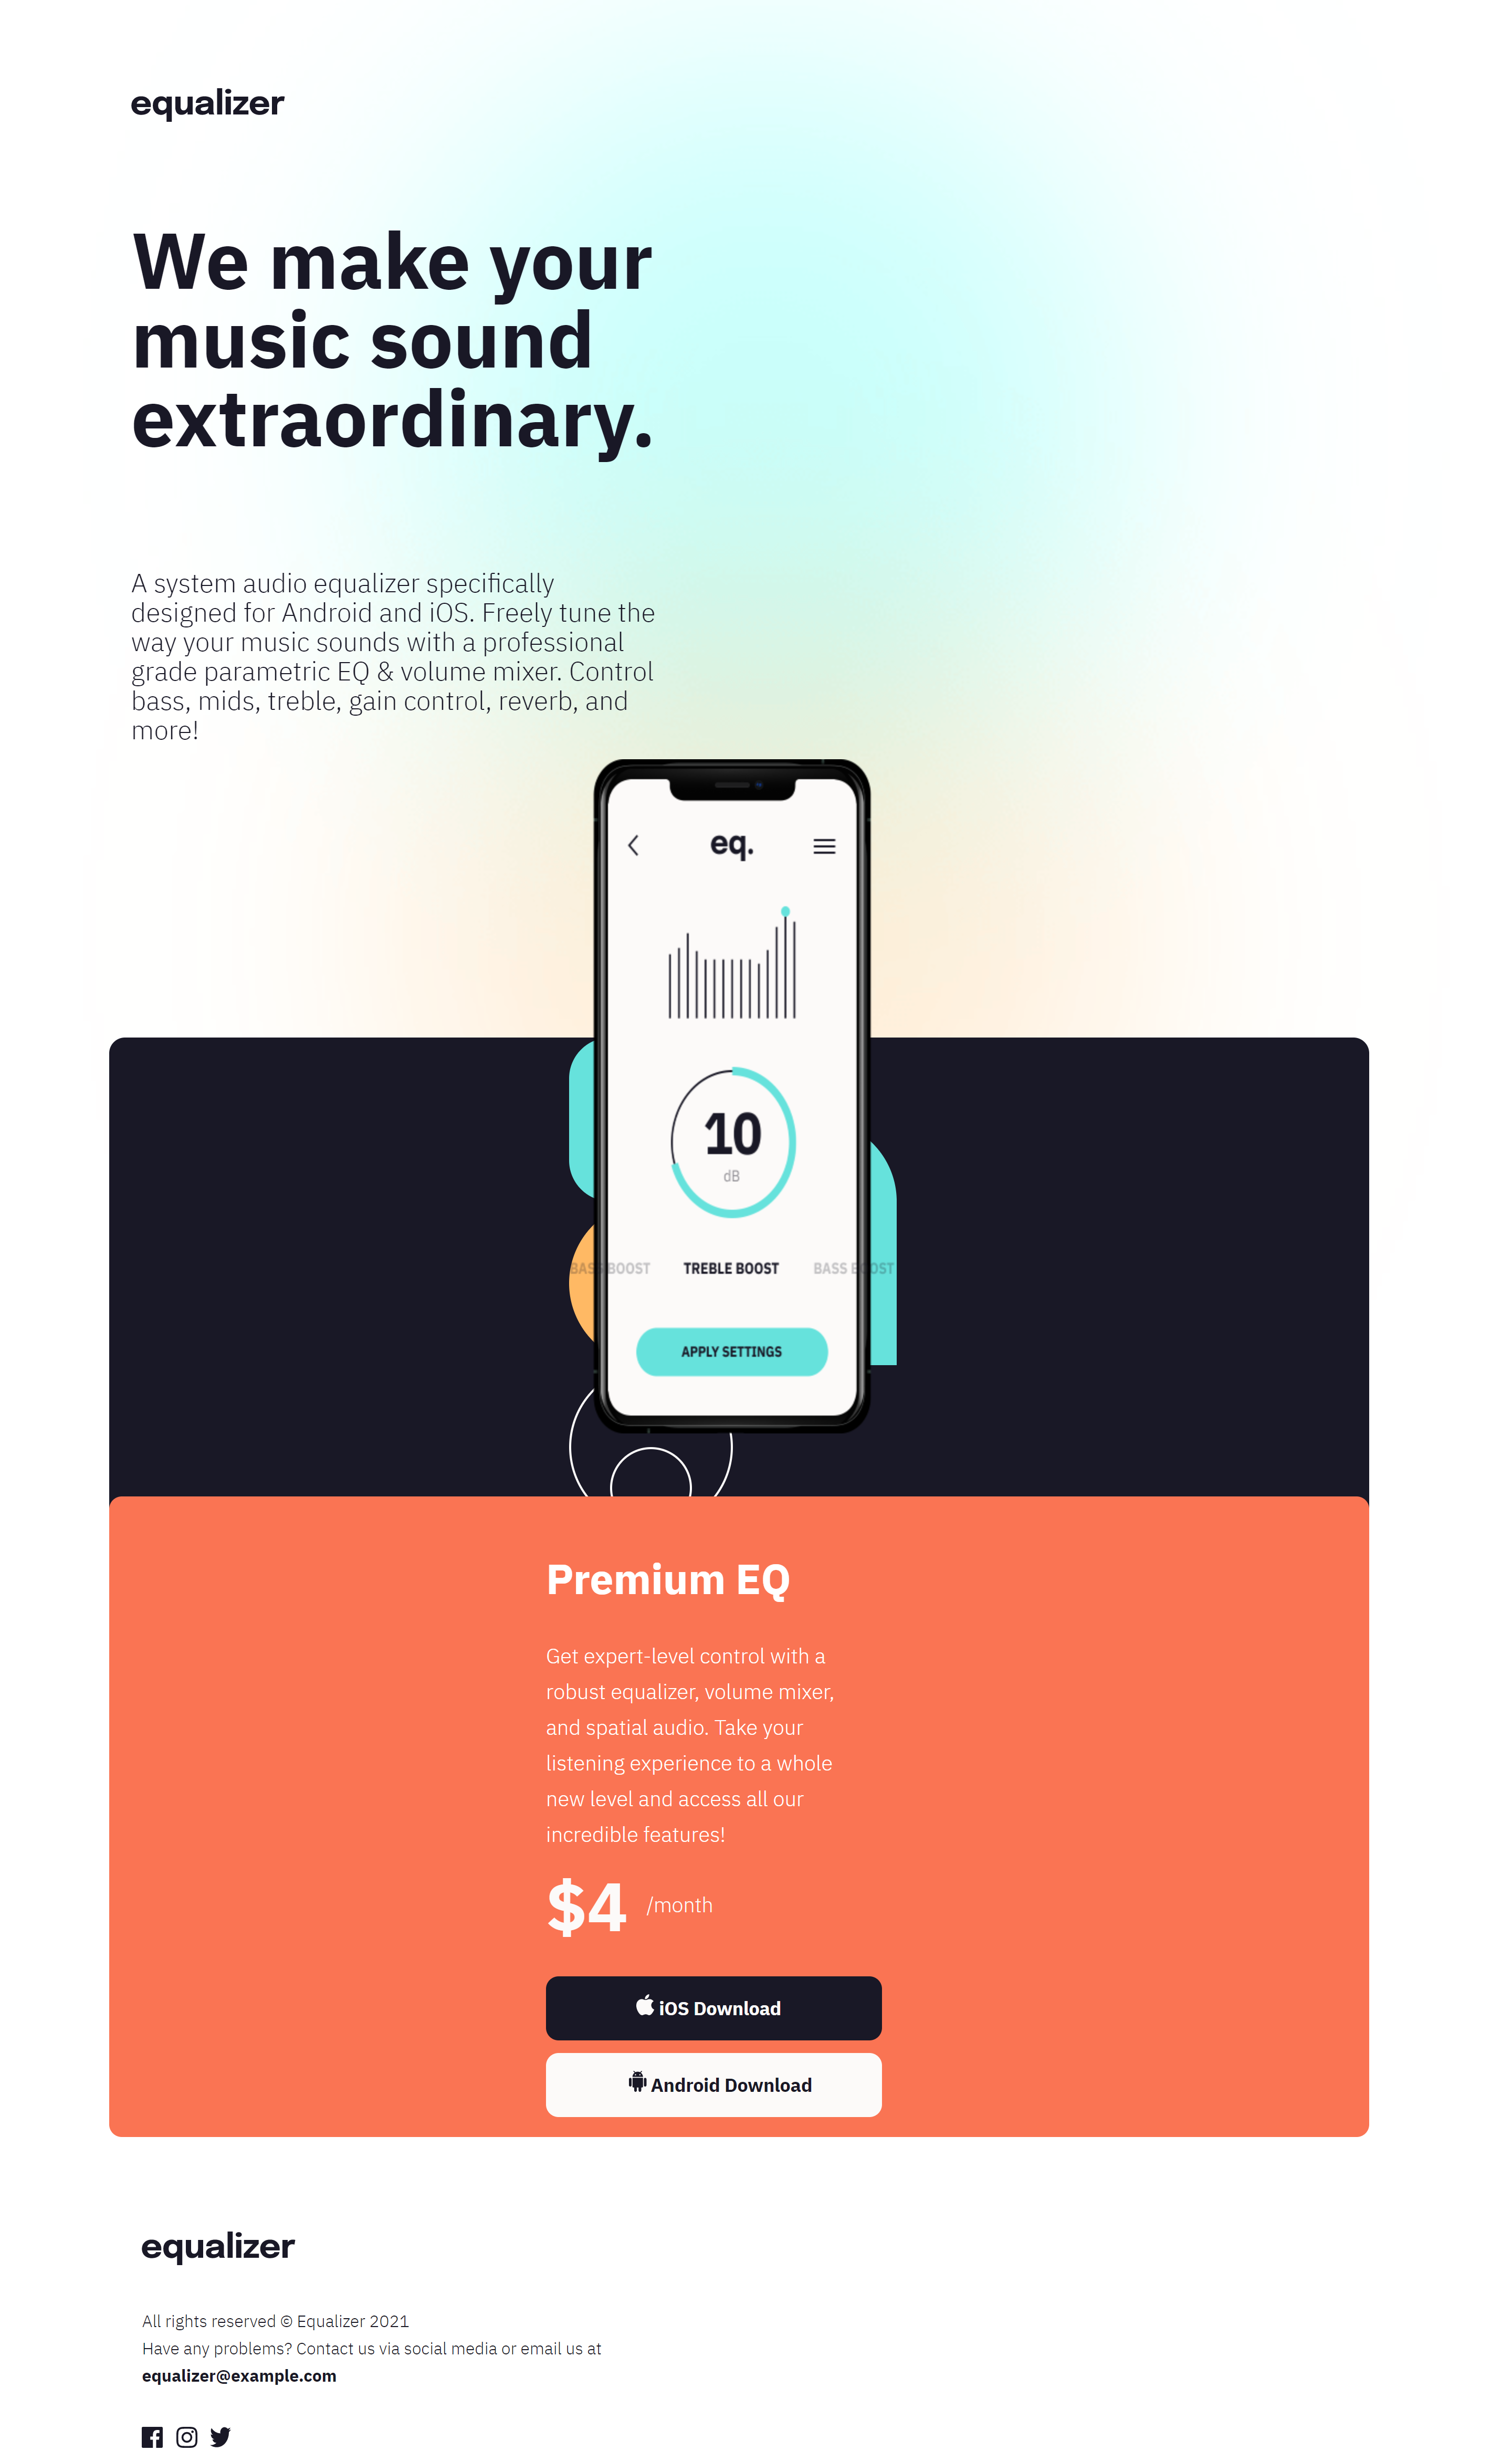 equalizer
We make your
music sound
extraordinary.
A system audio equalizer specifically
designed for Android and iOS. Freely tune the
way your music sounds with a professional
grade parametric EQ & volume mixer. Control
bass, mids, treble, gain control, reverb, and
more!
eq.
10
dB
BASS BOOST TREBLE BOOST BASS BOOST
APPLY SETTINGS
Premium EQ
Get expert-level control with a
robust equalizer, volume mixer,
and spatial audio. Take your
listening experience to a whole
new level and access all our
incredible features!
$4 /month
iOS Download
Android Download
equalizer
All rights reserved © Equalizer 2021
Have any problems? Contact us via social media or email us at
equalizer@example.com